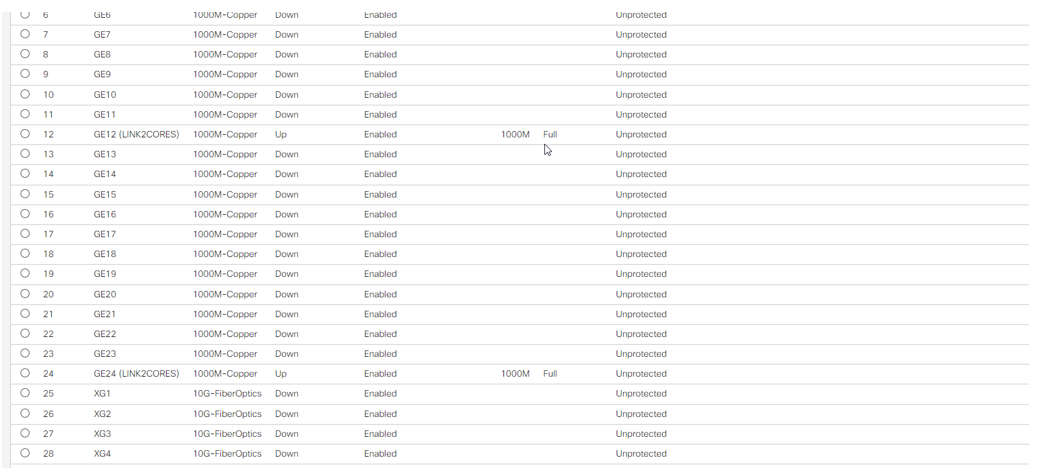 6 GE6 1000M-Copper Down Enabled Unprotected
7 GE7 1000M-Copper Down Enabled Unprotected
8 GE8 1000M-Copper Down Enabled Unprotected
9 GE9 1000M-Copper Down Enabled Unprotected
10 GE10 1000M-Copper Down Enabled Unprotected
11 GE11 1000M-Copper Down Enabled Unprotected
12 GE12 (LINK2CORES) 1000M-Copper Up Enabled 1000M Full Unprotected
13 GE13 1000M-Copper Down Enabled Unprotected
14 GE14 1000M-Copper Down Enabled Unprotected
15 GE15 1000M-Copper Down Enabled Unprotected
16 GE16 1000M-Copper Down Enabled Unprotected
17 GE17 1000M-Copper Down Enabled Unprotected
18 GE18 1000M-Copper Down Enabled Unprotected
19 GE19 1000M-Copper Down Enabled Unprotected
20 GE20 1000M-Copper Down Enabled Unprotected
21 GE21 1000M-Copper Down Enabled Unprotected
22 GE22 1000M-Copper Down Enabled Unprotected
23 GE23 1000M-Copper Down Enabled Unprotected
24 GE24 (LINK2CORES) 1000M-Copper Up Enabled 1000M Full Unprotected
25 XG1 10G-FiberOptics Down Enabled Unprotected
26 XG2 10G-FiberOptics Down Enabled Unprotected
27 XG3 10G-FiberOptics Down Enabled Unprotected
28 XG4 10G-FiberOptics Down Enabled Unprotected